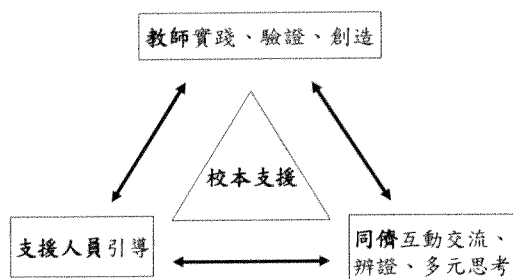 教師實踐、驗證、創造
校本支援
支援人員引導
同儕互動交流、
辨證、多元思考